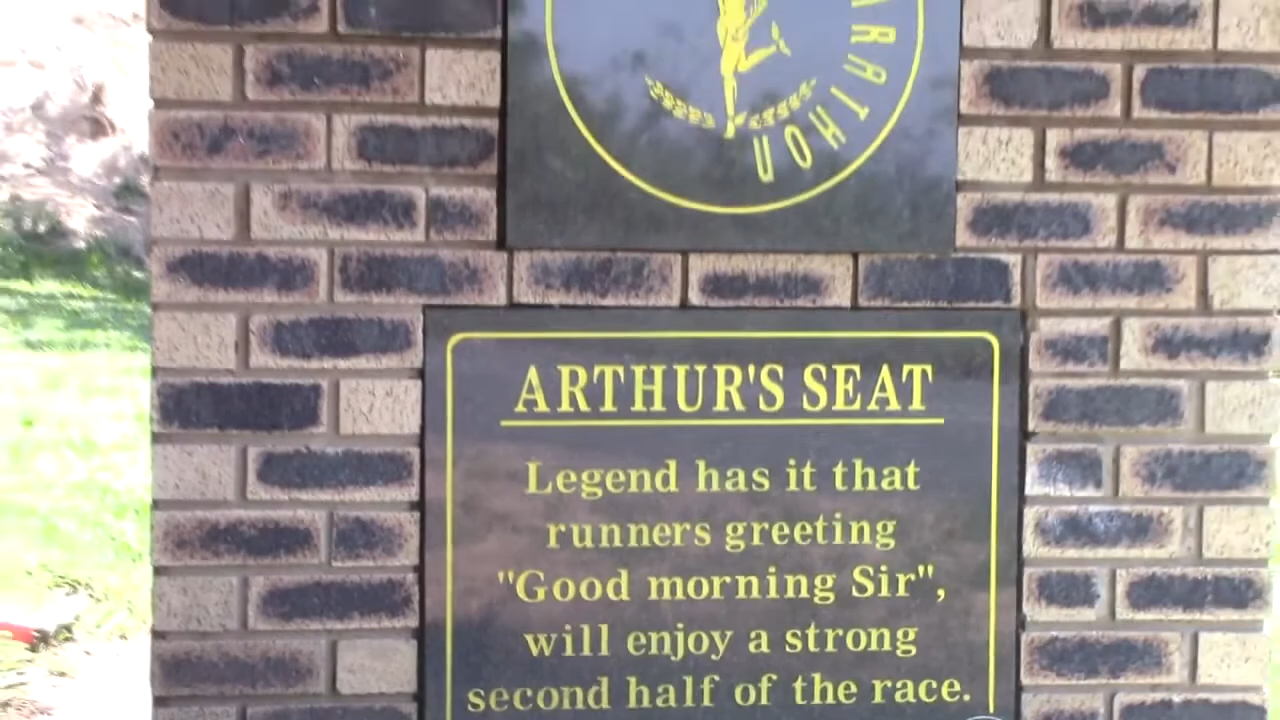 ARTHUR'S SEAT
Legend has it that
runners greeting
"Good morning Sir",
will enjoy a strong
second half of the race.